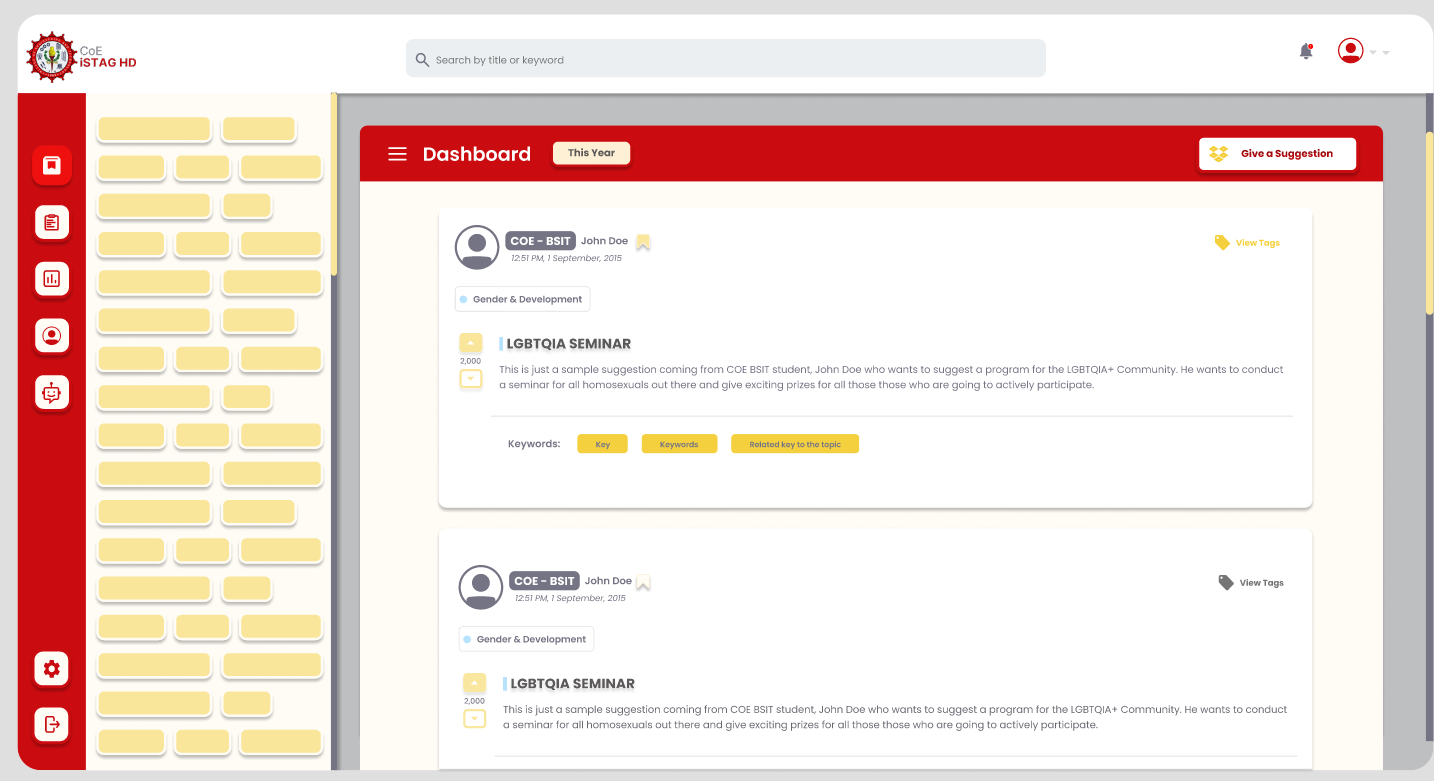 CoE
iSTAG HD
Search by title or keyword
Dashboard
This Year
Give a Suggestion
COE - BSIT John Doe
12:51 PM, 1 September, 2015
View Tags
Gender & Development
LGBTQIA SEMINAR
2,000
This is just a sample suggestion coming from COE BSIT student, John Doe who wants to suggest a program for the LGBTQIA+ Community. He wants to conduct
a seminar for all homosexuals out there and give exciting prizes for all those those who are going to actively participate.
Keywords:
Key
Keywords
Related key to the topic
COE - BSIT John Doe
12:51 PM, 1 September, 2015
View Tags
Gender & Development
LGBTQIA SEMINAR
2,000
This is just a sample suggestion coming from COE BSIT student, John Doe who wants to suggest a program for the LGBTQIA+ Community. He wants to conduct
a seminar for all homosexuals out there and give exciting prizes for all those those who are going to actively participate.